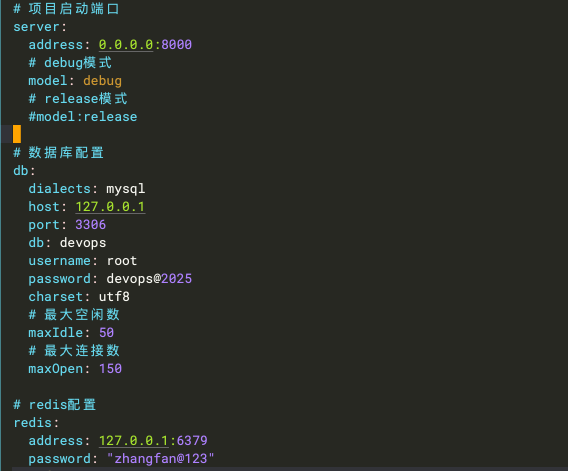 # 项目启动端口
server:
  address: 0.0.0.0:8000
  # debug模式
  model: debug
  # release模式
  #model:release
# 数据库配置
db:
  dialects: mysql
  host: 127.0.0.1
  port: 3306
  db: devops
  username: root
  password: devops@2025
  charset: utf8
  # 最大空闲数
  maxIdle: 50
  # 最大连接数
  maxOpen: 150
# redis配置
redis:
  address: 127.0.0.1:6379
  password: "zhangfan@123"